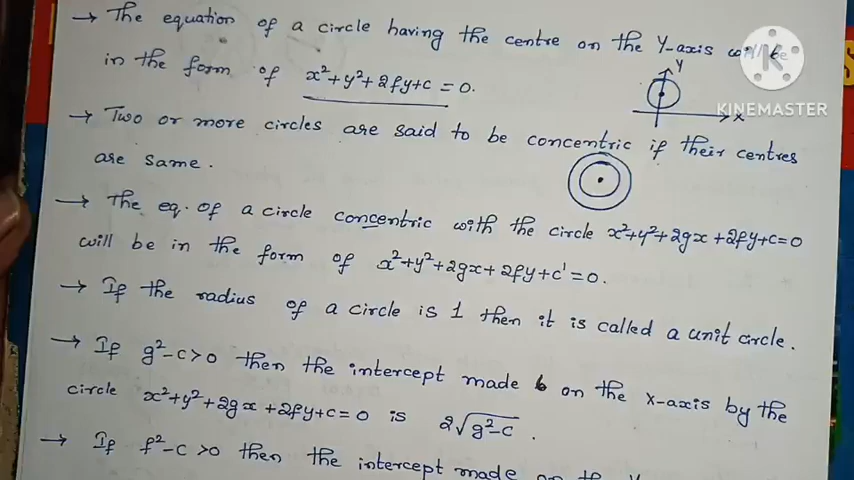 → The equation of a circle having the centre on the Y-axis will be
in the form of x²+y²+2fy+c = 0.
Y
X
KINEMASTER
→ Two or more circles are said to be concentric if their centres
are same.
→ The eq. of a circle concentric with the circle x²+y²+2gx+2fy+c=0
will be in the form of x²+y²+2gx+2fy+c'=0.
→ If the radius of a circle is 1 then it is called a unit circle.
→ If g²-c>0 then the intercept made on the x-axis by the
circle x²+y²+2gx+2fy+c=0 is 2√g²-c.
→ If f²-c>0 then the intercept made on the